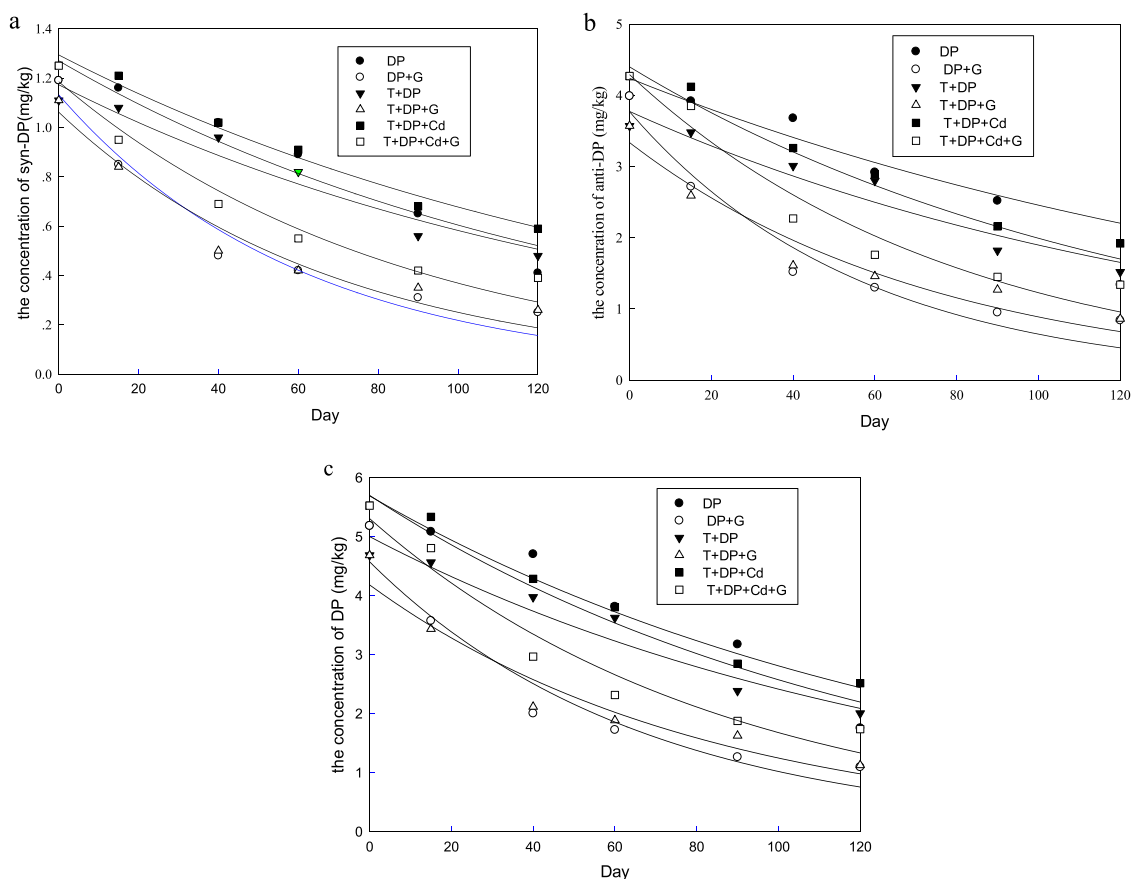 a
the concentration of syn-DP(mg/kg)
1.4
1.2
1.0
.8
.6
.4
.2
0.0
0 20 40 60 80 100 120
Day
DP
DP+G
T+DP
T+DP+G
T+DP+Cd
T+DP+Cd+G
b
the concenration of anti-DP (mg/kg)
5
4
3
2
1
0
0 20 40 60 80 100 120
Day
DP
DP+G
T+DP
T+DP+G
T+DP+Cd
T+DP+Cd+G
c
the concentration of DP (mg/kg)
6
5
4
3
2
1
0
0 20 40 60 80 100 120
Day
DP
DP+G
T+DP
T+DP+G
T+DP+Cd
T+DP+Cd+G